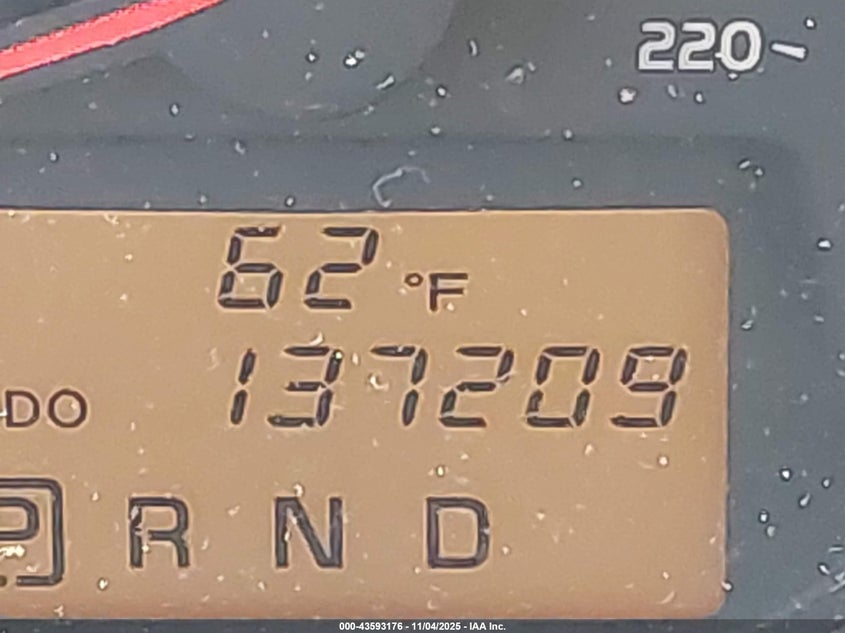 220
62 °F
DO 137209
P R N D
000-43593176 - 11/04/2025 - IAA Inc.